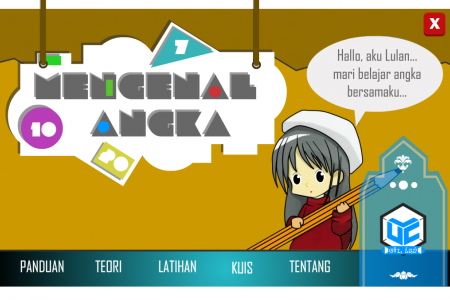 X
7
MENGENAL
10
ANGKA
20
Hallo, aku Lulan...
mari belajar angka
bersamaku...
PANDUAN TEORI LATIHAN KUIS TENTANG